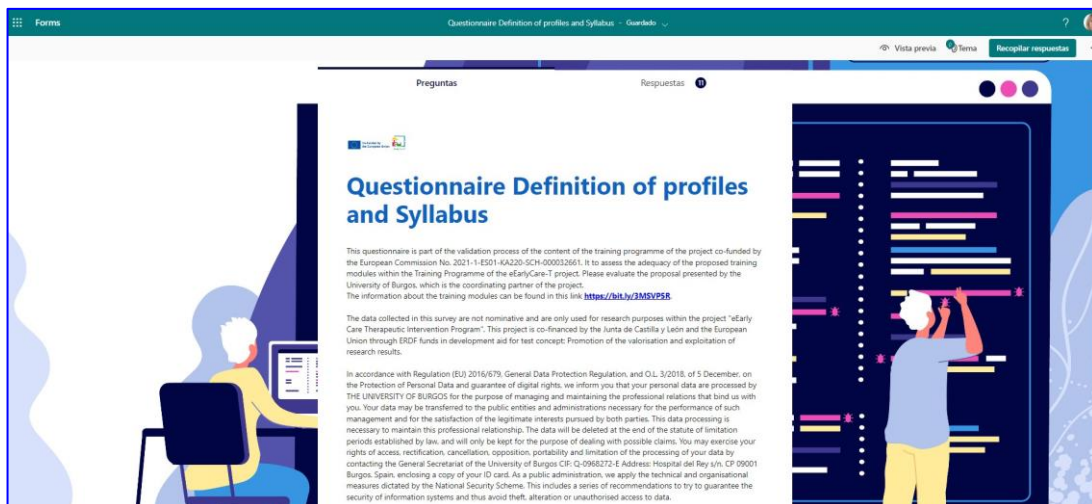 Forms
Questionnaire Definition of profiles and Syllabus - Guardado
?
Vista previa
Tema
Recopilar respuestas
Preguntas
Respuestas 11
Co-funded by
the European Union
Questionnaire Definition of profiles
and Syllabus
This questionnaire is part of the validation process of the content of the training programme of the project co-funded by
the European Commission No. 2021-1-ES01-KA220-SCH-000032661. It to assess the adequacy of the proposed training
modules within the Training Programme of the eEarlyCare-T project. Please evaluate the proposal presented by the
University of Burgos, which is the coordinating partner of the project.
The information about the training modules can be found in this link https://bit.ly/3MSVP5R.
The data collected in this survey are not nominative and are only used for research purposes within the project "eEarly
Care Therapeutic Intervention Program". This project is co-financed by the Junta de Castilla y León and the European
Union through ERDF funds in development aid for test concept: Promotion of the valorisation and exploitation of
research results.
In accordance with Regulation (EU) 2016/679, General Data Protection Regulation, and O.L. 3/2018, of 5 December, on
the Protection of Personal Data and guarantee of digital rights, we inform you that your personal data are processed by
THE UNIVERSITY OF BURGOS for the purpose of managing and maintaining the professional relations that bind us with
you. Your data may be transferred to the public entities and administrations necessary for the performance of such
management and for the satisfaction of the legitimate interests pursued by both parties. This data processing is
necessary to maintain this professional relationship. The data will be deleted at the end of the statute of limitation
periods established by law, and will only be kept for the purpose of dealing with possible claims. You may exercise your
rights of access, rectification, cancellation, opposition, portability and limitation of the processing of your data by
contacting the General Secretariat of the University of Burgos CIF: Q-0968272-E Address: Hospital del Rey s/n. CP 09001
Burgos. Spain, enclosing a copy of your ID card. As a public administration, we apply the technical and organisational
measures dictated by the National Security Scheme. This includes a series of recommendations to try to guarantee the
security of information systems and thus avoid theft, alteration or unauthorised access to data.